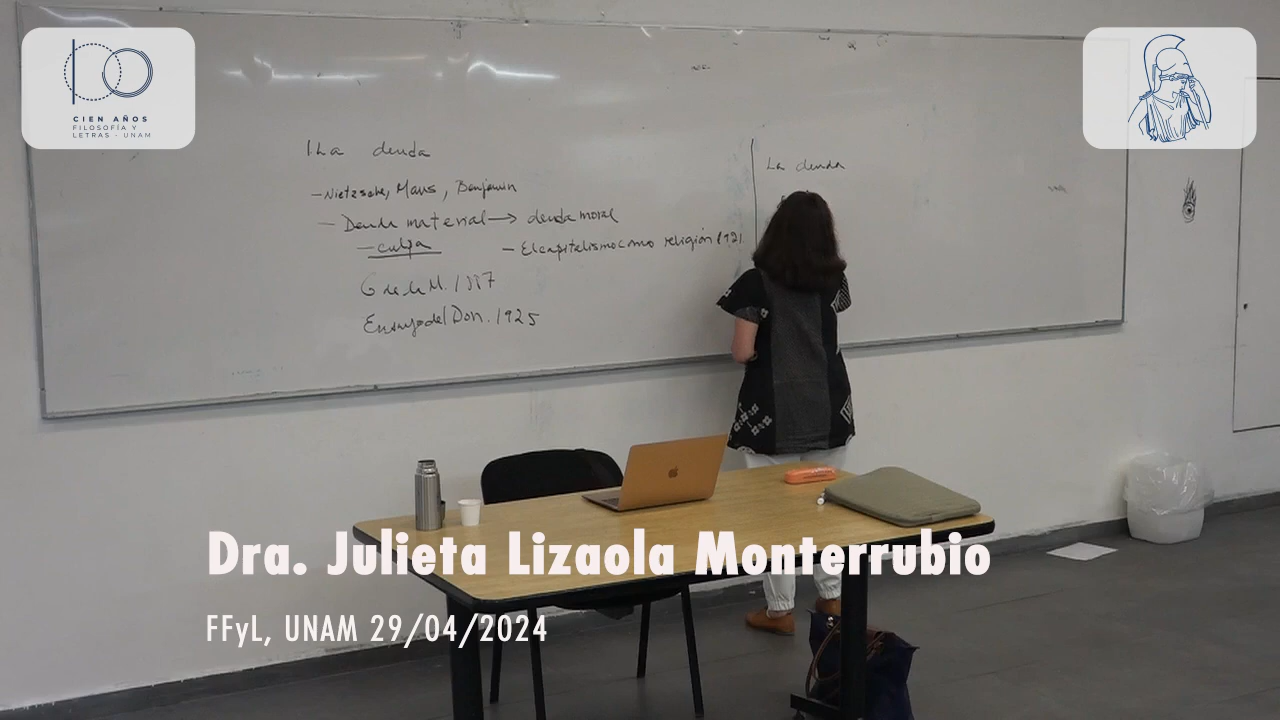 CIEN AÑOS
FILOSOFÍA Y
LETRAS - UNAM
1 La deuda
- Nietzsche, Maus, Benjamin
- Deuda material → deuda moral
- culpa
- El capitalismo como religión 1921
G de la M. 1887
Ensayo del Don. 1925
La deuda
Dra. Julieta Lizaola Monterrubio
FFyL, UNAM 29/04/2024